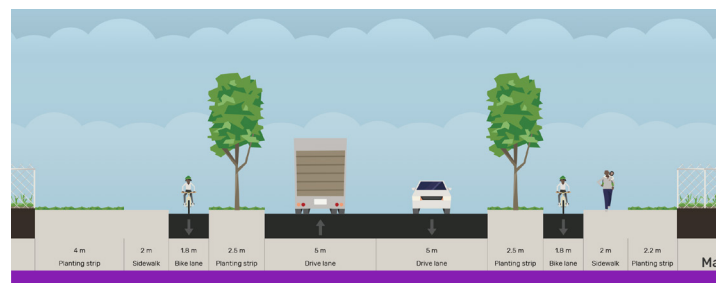 4 m 2 m 1.8 m 2.5 m 5 m 5 m 2.5 m 1.8 m 2 m 2.2 m
Planting strip Sidewalk Bike lane Planting strip Drive lane Drive lane Planting strip Bike lane Sidewalk Planting strip Ma